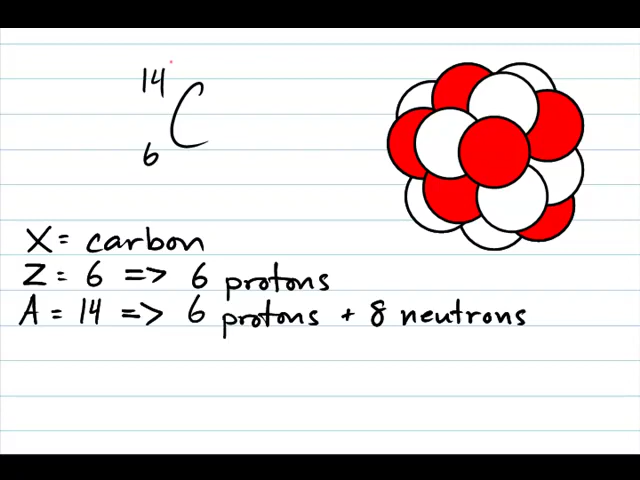 14
C
6
X = carbon
Z = 6 => 6 protons
A = 14 => 6 protons + 8 neutrons